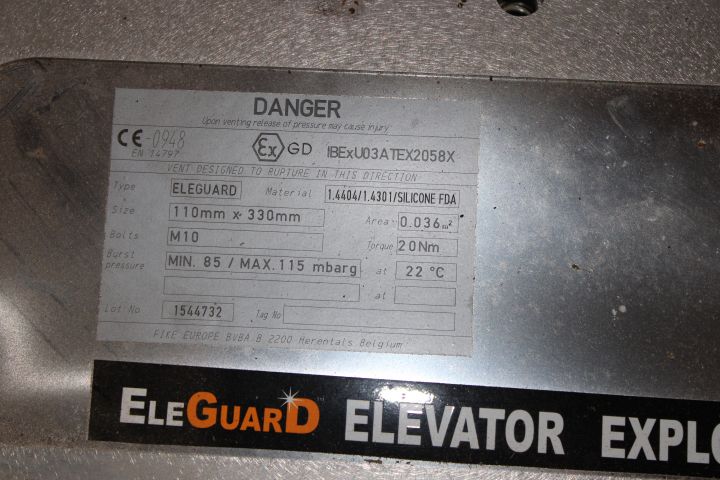 DANGER
Upon venting release of pressure may cause injury
CE-0948
EN 14797
Ex GD IBExU03ATEX2058X
VENT DESIGNED TO RUPTURE IN THIS DIRECTION
Type ELEGUARD Material 1.4404/1.4301/SILICONE FDA
Size 110mm x 330mm Area 0.036m²
Bolts M10 Torque 20Nm
Burst pressure MIN. 85 / MAX.115 mbarg at 22 °C
at
Lot No 1544732 Tag No
FIKE EUROPE BVBA B 2200 Herentals Belgium
ELEGUARD ELEVATOR EXPLO